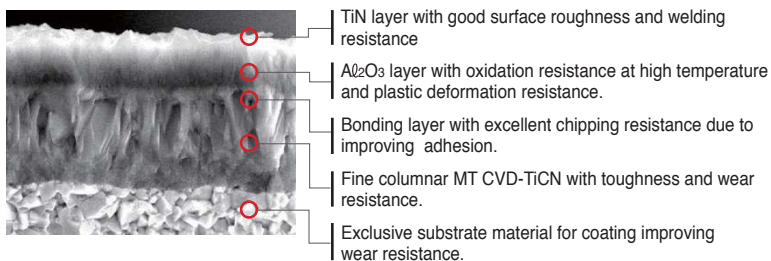 TiN layer with good surface roughness and welding
resistance
Aℓ2O3 layer with oxidation resistance at high temperature
and plastic deformation resistance.
Bonding layer with excellent chipping resistance due to
improving adhesion.
Fine columnar MT CVD-TiCN with toughness and wear
resistance.
Exclusive substrate material for coating improving
wear resistance.